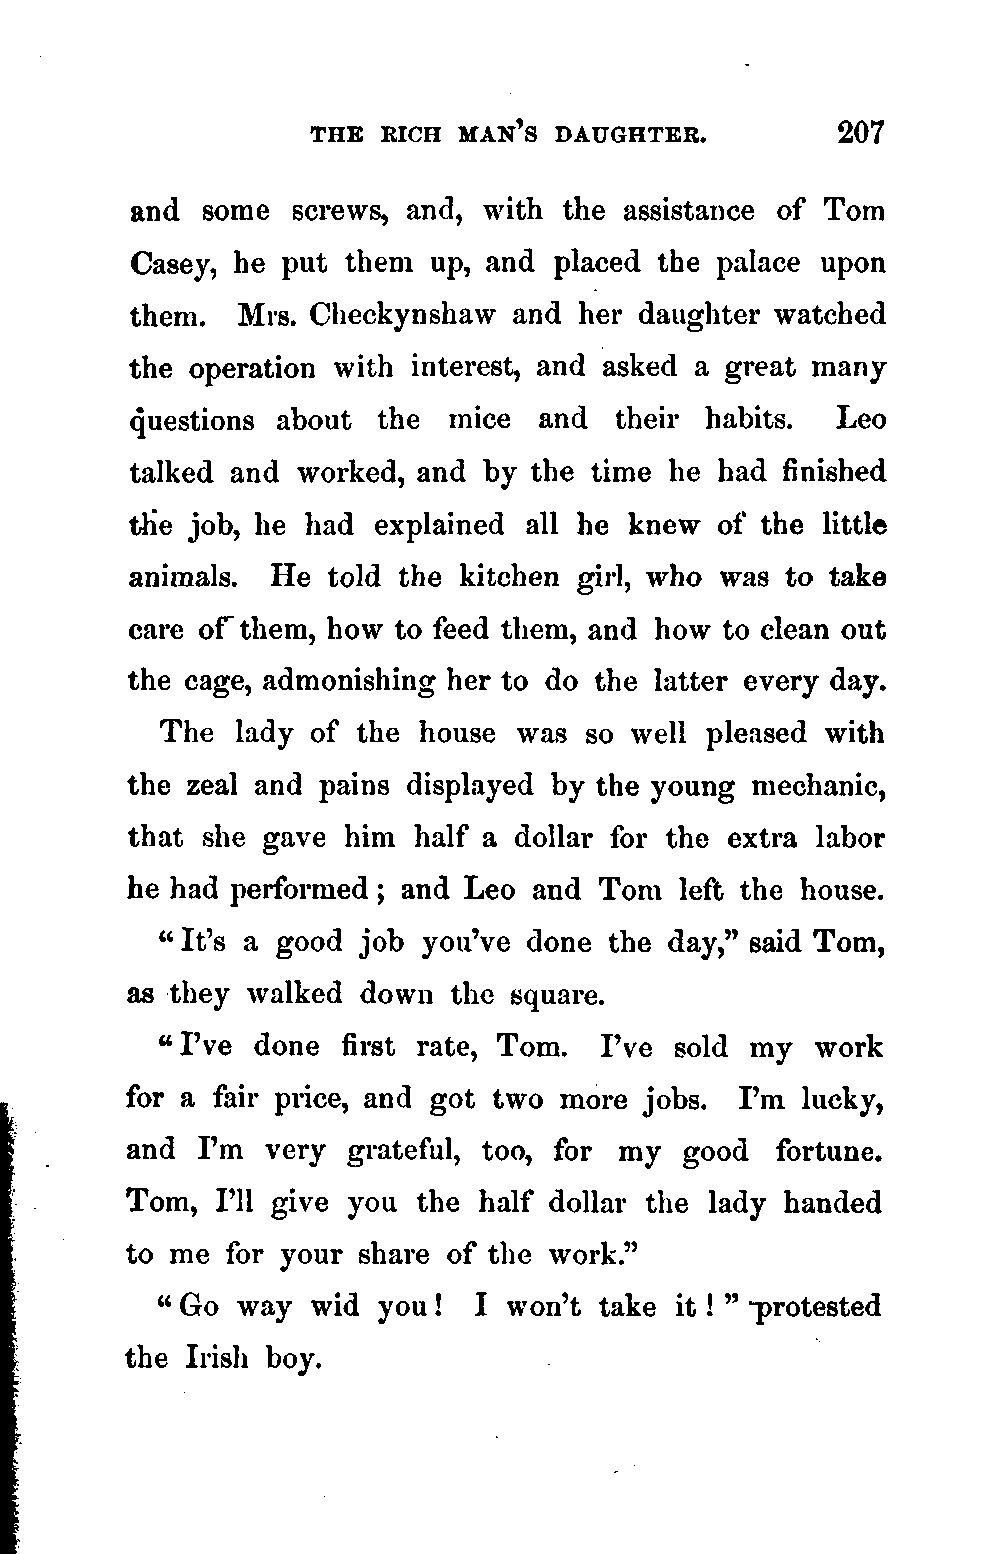 THE RICH MAN'S DAUGHTER. 207
and some screws, and, with the assistance of Tom
Casey, he put them up, and placed the palace upon
them. Mrs. Checkynshaw and her daughter watched
the operation with interest, and asked a great many
questions about the mice and their habits. Leo
talked and worked, and by the time he had finished
the job, he had explained all he knew of the little
animals. He told the kitchen girl, who was to take
care of them, how to feed them, and how to clean out
the cage, admonishing her to do the latter every day.
The lady of the house was so well pleased with
the zeal and pains displayed by the young mechanic,
that she gave him half a dollar for the extra labor
he had performed; and Leo and Tom left the house.
"It's a good job you've done the day," said Tom,
as they walked down the square.
"I've done first rate, Tom. I've sold my work
for a fair price, and got two more jobs. I'm lucky,
and I'm very grateful, too, for my good fortune.
Tom, I'll give you the half dollar the lady handed
to me for your share of the work."
"Go way wid you! I won't take it!" protested
the Irish boy.